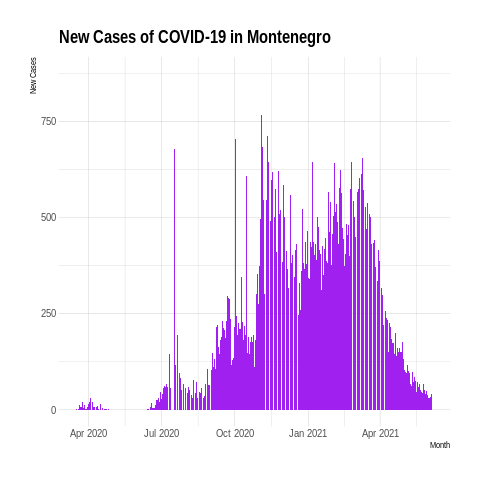 New Cases of COVID-19 in Montenegro
New Cases
750
500
250
0
Apr 2020 Jul 2020 Oct 2020 Jan 2021 Apr 2021
Month